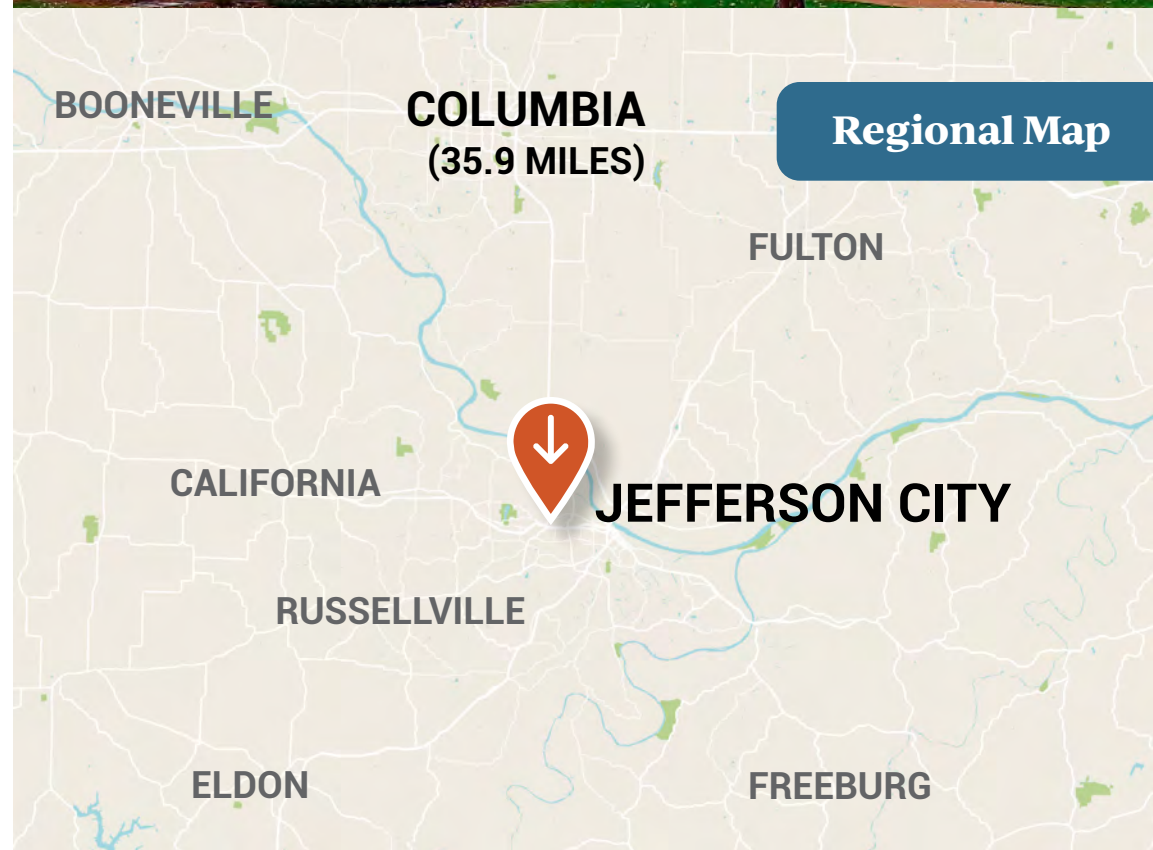 BOONEVILLE
COLUMBIA
(35.9 MILES)
Regional Map
FULTON
CALIFORNIA
JEFFERSON CITY
RUSSELLVILLE
ELDON
FREEBURG